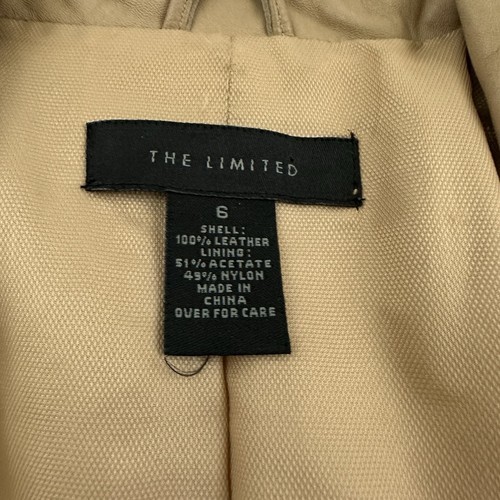 THE LIMITED
6
SHELL:
100% LEATHER
LINING:
51% ACETATE
49% NYLON
MADE IN
CHINA
OVER FOR CARE